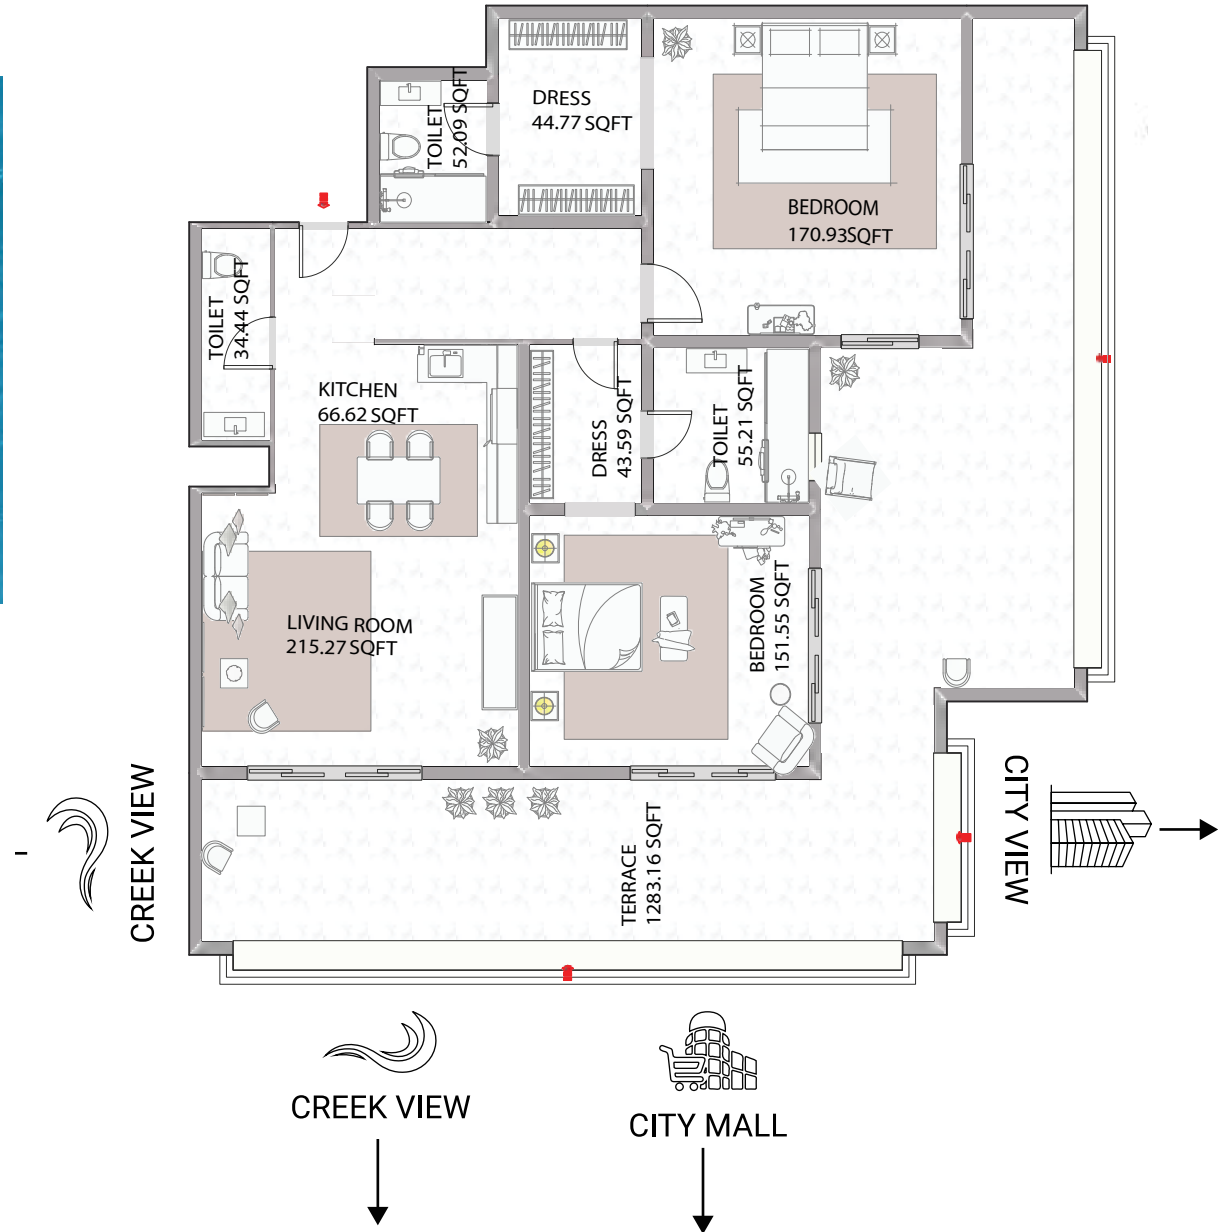 DRESS
44.77 SQFT
TOILET
52.09 SQFT
BEDROOM
170.93SQFT
TOILET
34.44 SQFT
KITCHEN
66.62 SQFT
DRESS
43.59 SQFT
TOILET
55.21 SQFT
LIVING ROOM
215.27 SQFT
BEDROOM
151.55 SQFT
TERRACE
1283.16 SQFT
CREEK VIEW
CITY VIEW
CREEK VIEW
CITY MALL